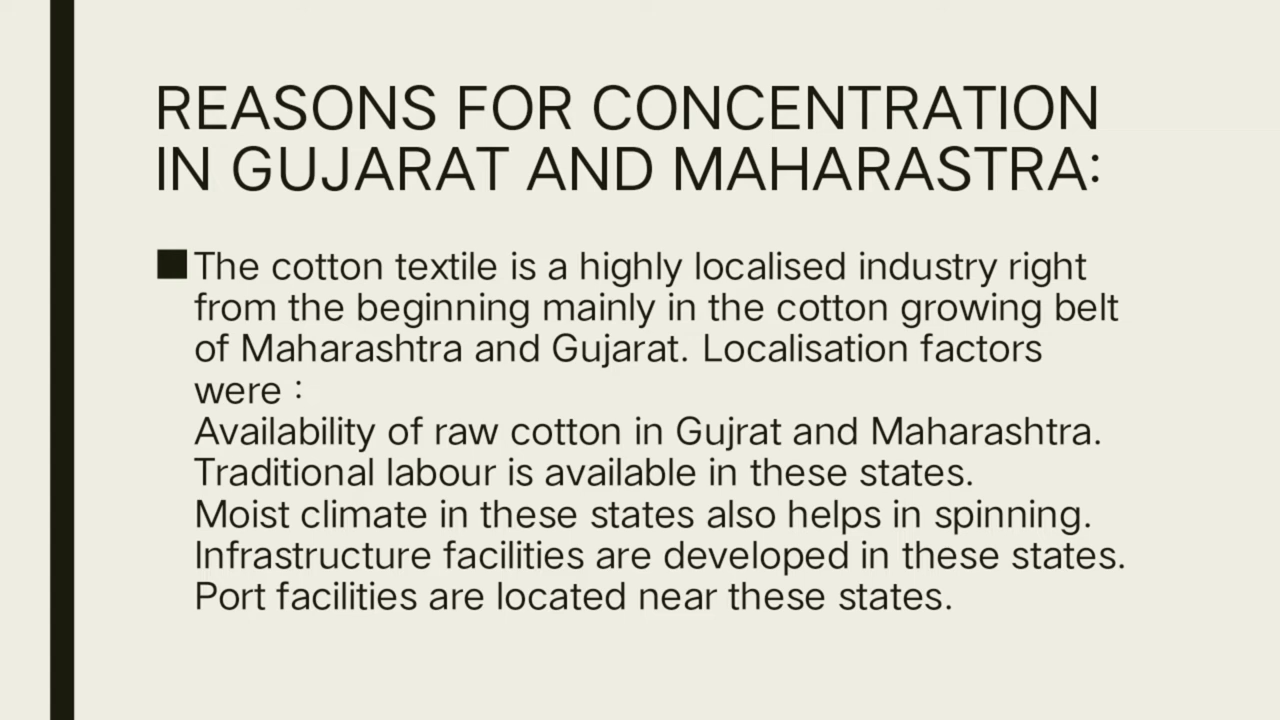 REASONS FOR CONCENTRATION
IN GUJARAT AND MAHARASTRA:
The cotton textile is a highly localised industry right
from the beginning mainly in the cotton growing belt
of Maharashtra and Gujarat. Localisation factors
were :
Availability of raw cotton in Gujrat and Maharashtra.
Traditional labour is available in these states.
Moist climate in these states also helps in spinning.
Infrastructure facilities are developed in these states.
Port facilities are located near these states.